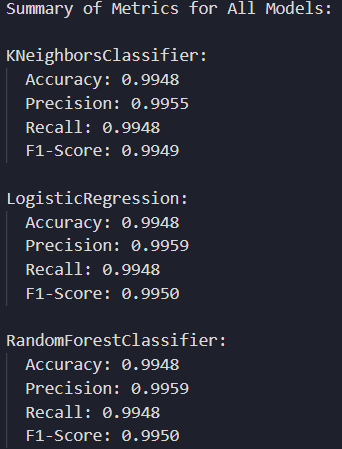 Summary of Metrics for All Models:
KNeighborsClassifier:
Accuracy: 0.9948
Precision: 0.9955
Recall: 0.9948
F1-Score: 0.9949
LogisticRegression:
Accuracy: 0.9948
Precision: 0.9959
Recall: 0.9948
F1-Score: 0.9950
RandomForestClassifier:
Accuracy: 0.9948
Precision: 0.9959
Recall: 0.9948
F1-Score: 0.9950